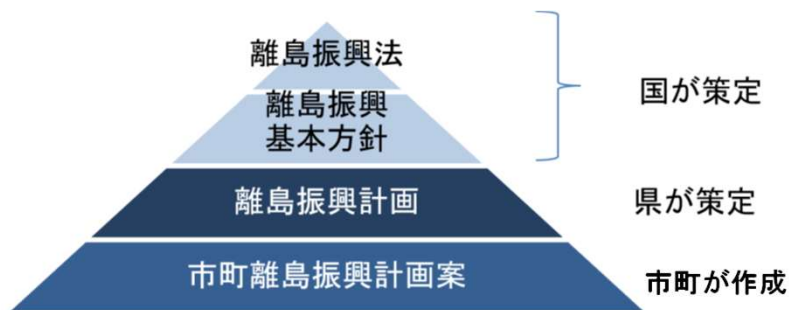 離島振興法
離島振興
基本方針
国が策定
離島振興計画
県が策定
市町離島振興計画案
市町が作成